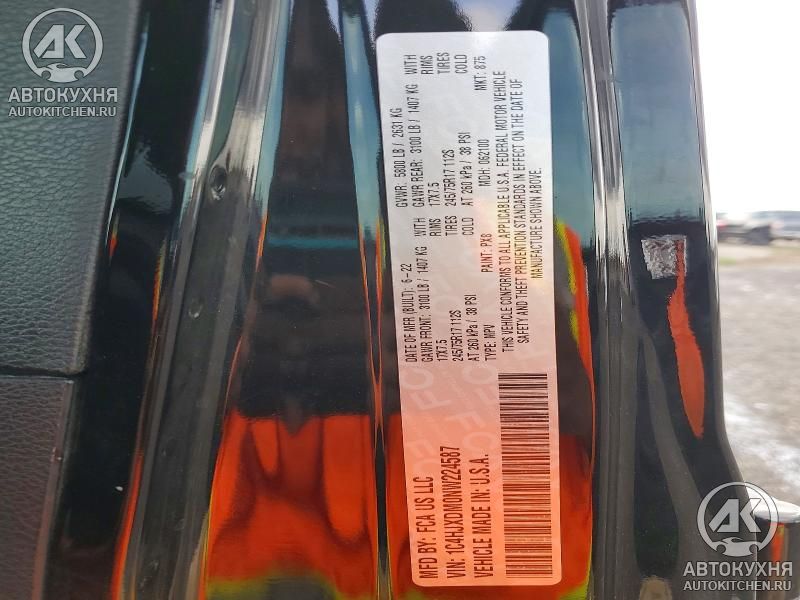 AK
АВТОКУХНЯ
AUTOKITCHEN.RU
MFD BY: FCA US LLC
DATE OF MFR (BUILT): 6-22
GVWR: 5800 LB / 2631 KG
GAWR FRONT: 3100 LB / 1407 KG WITH
GAWR REAR: 3100 LB / 1407 KG WITH
17X7.5 RIMS
17X7.5 RIMS
245/75R17 112S TIRES
245/75R17 112S TIRES
AT 260 kPa / 38 PSI COLD
AT 260 kPa / 38 PSI COLD
TYPE: MPV PAINT: PX8 MDH: 062100 MKT: 875
THIS VEHICLE CONFORMS TO ALL APPLICABLE U.S.A. FEDERAL MOTOR VEHICLE
SAFETY AND THEFT PREVENTION STANDARDS IN EFFECT ON THE DATE OF
MANUFACTURE SHOWN ABOVE.
VIN: 1C4HJXDM0NW224587
VEHICLE MADE IN: U.S.A.
AK
АВТОКУХНЯ
AUTOKITCHEN.RU